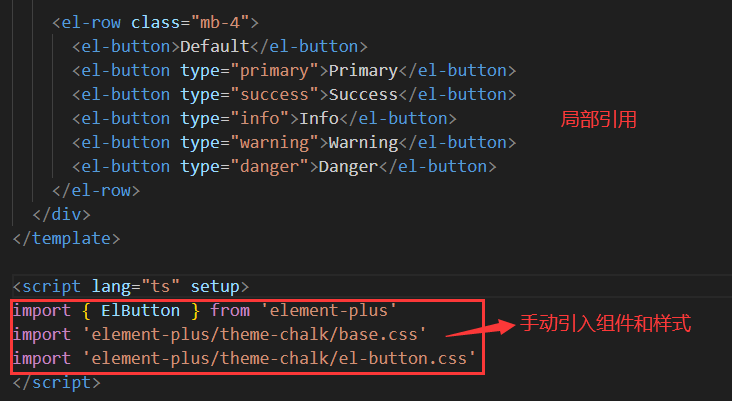 <el-row class="mb-4">
<el-button>Default</el-button>
<el-button type="primary">Primary</el-button>
<el-button type="success">Success</el-button>
<el-button type="info">Info</el-button>
局部引用
<el-button type="warning">Warning</el-button>
<el-button type="danger">Danger</el-button>
</el-row>
</div>
</template>
<script lang="ts" setup>
import { ElButton } from 'element-plus'
import 'element-plus/theme-chalk/base.css'
手动引入组件和样式
import 'element-plus/theme-chalk/el-button.css'
</script>